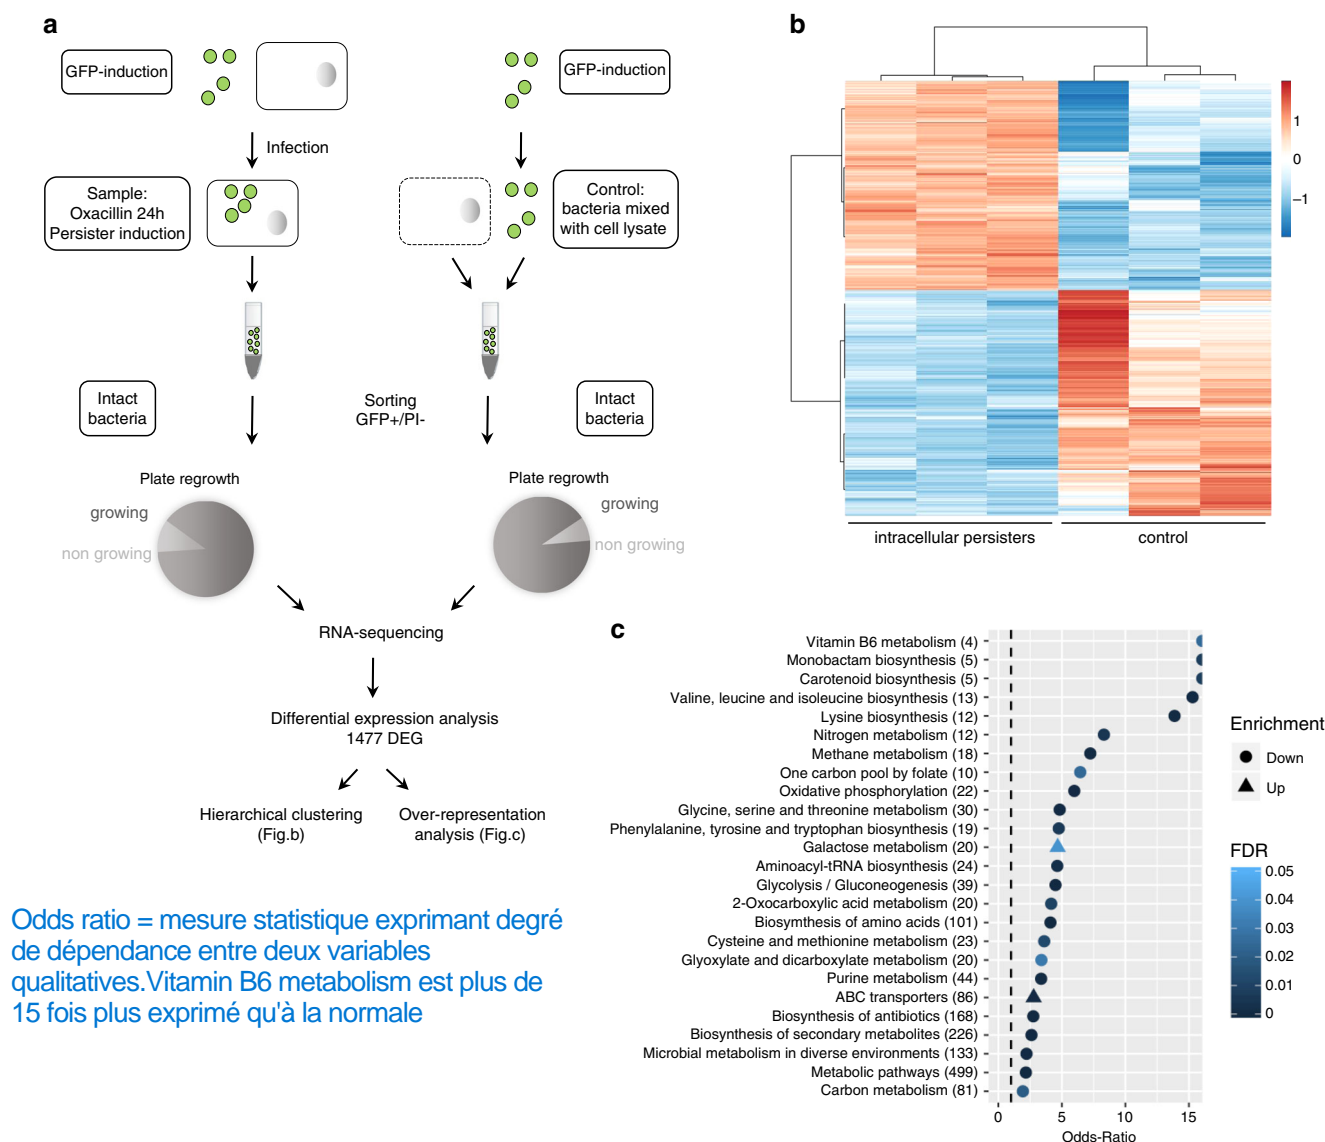 a
GFP-induction
GFP-induction
Infection
Sample:
Oxacillin 24h
Persister induction
Control:
bacteria mixed
with cell lysate
Intact
bacteria
Sorting
GFP+/PI-
Intact
bacteria
Plate regrowth
growing
non growing
Plate regrowth
growing
non growing
RNA-sequencing
Differential expression analysis
1477 DEG
Hierarchical clustering
(Fig.b)
Over-representation
analysis (Fig.c)
b
1
0
−1
intracellular persisters
control
c
Vitamin B6 metabolism (4)
Monobactam biosynthesis (5)
Carotenoid biosynthesis (5)
Valine, leucine and isoleucine biosynthesis (13)
Lysine biosynthesis (12)
Nitrogen metabolism (12)
Methane metabolism (18)
One carbon pool by folate (10)
Oxidative phosphorylation (22)
Glycine, serine and threonine metabolism (30)
Phenylalanine, tyrosine and tryptophan biosynthesis (19)
Galactose metabolism (20)
Aminoacyl-tRNA biosynthesis (24)
Glycolysis / Gluconeogenesis (39)
2-Oxocarboxylic acid metabolism (20)
Biosynthesis of amino acids (101)
Cysteine and methionine metabolism (23)
Glyoxylate and dicarboxylate metabolism (20)
Purine metabolism (44)
ABC transporters (86)
Biosynthesis of antibiotics (168)
Biosynthesis of secondary metabolites (226)
Microbial metabolism in diverse environments (133)
Metabolic pathways (499)
Carbon metabolism (81)
0 5 10 15
Odds-Ratio
Enrichment
Down
Up
FDR
0.05
0.04
0.03
0.02
0.01
0
Odds ratio = mesure statistique exprimant degré
de dépendance entre deux variables
qualitatives.Vitamin B6 metabolism est plus de
15 fois plus exprimé qu'à la normale